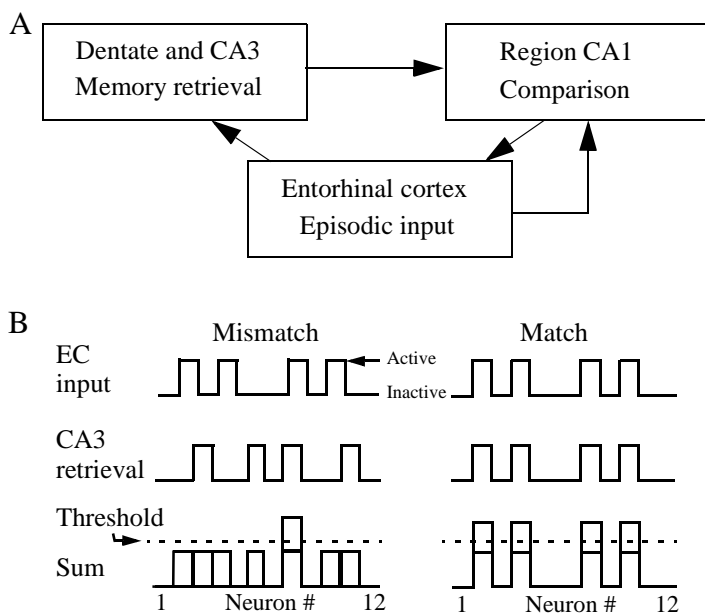 A
Dentate and CA3
Memory retrieval
Region CA1
Comparison
Entorhinal cortex
Episodic input
B
Mismatch
Match
EC
input
Active
Inactive
CA3
retrieval
Threshold
Sum
1 Neuron # 12
1 Neuron # 12